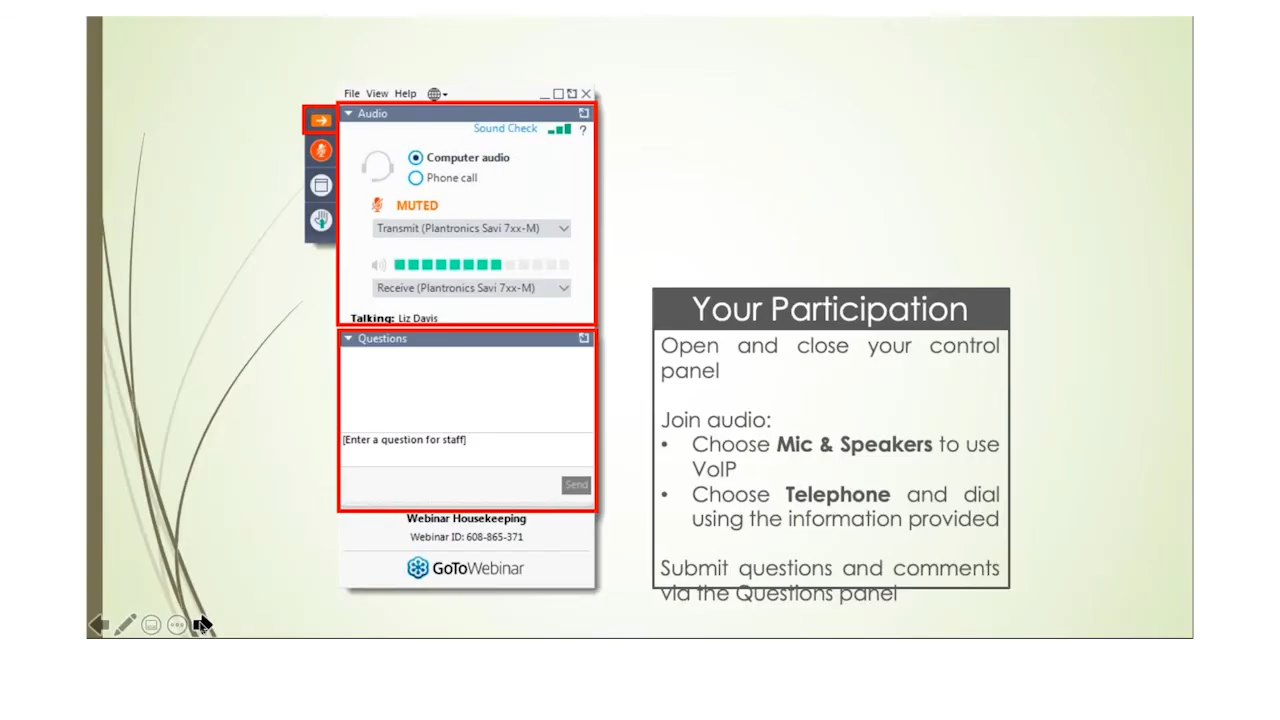 File View Help
Audio
Sound Check ?
Computer audio
Phone call
MUTED
Transmit (Plantronics Savi 7xx-M)
Receive (Plantronics Savi 7xx-M)
Talking: Liz Davis
Questions
[Enter a question for staff]
Send
Webinar Housekeeping
Webinar ID: 608-865-371
GoToWebinar
Your Participation
Open and close your control
panel
Join audio:
• Choose Mic & Speakers to use
VoIP
• Choose Telephone and dial
using the information provided
Submit questions and comments
via the Questions panel